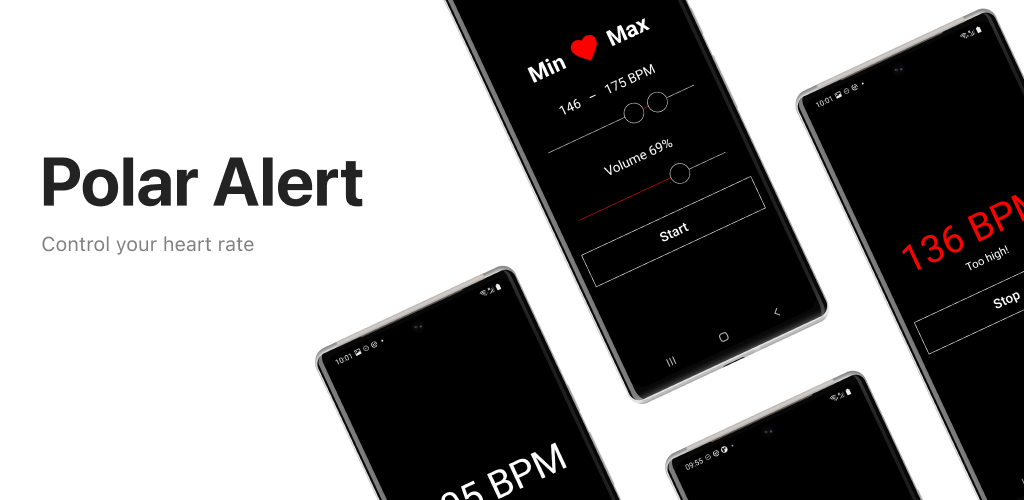 Polar Alert
Control your heart rate
Min Max
146 – 175 BPM
Volume 69%
Start
10:01
136 BPM
Too high!
Stop
10:01
95 BPM
09:55